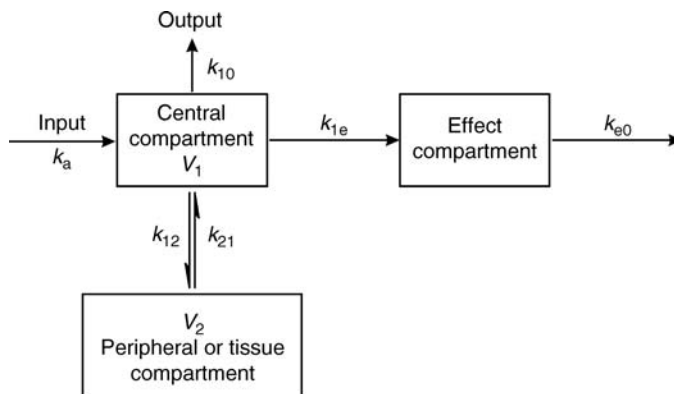 Output
k10
Input
ka
Central
compartment
V1
k1e
Effect
compartment
ke0
k12
k21
V2
Peripheral or tissue
compartment